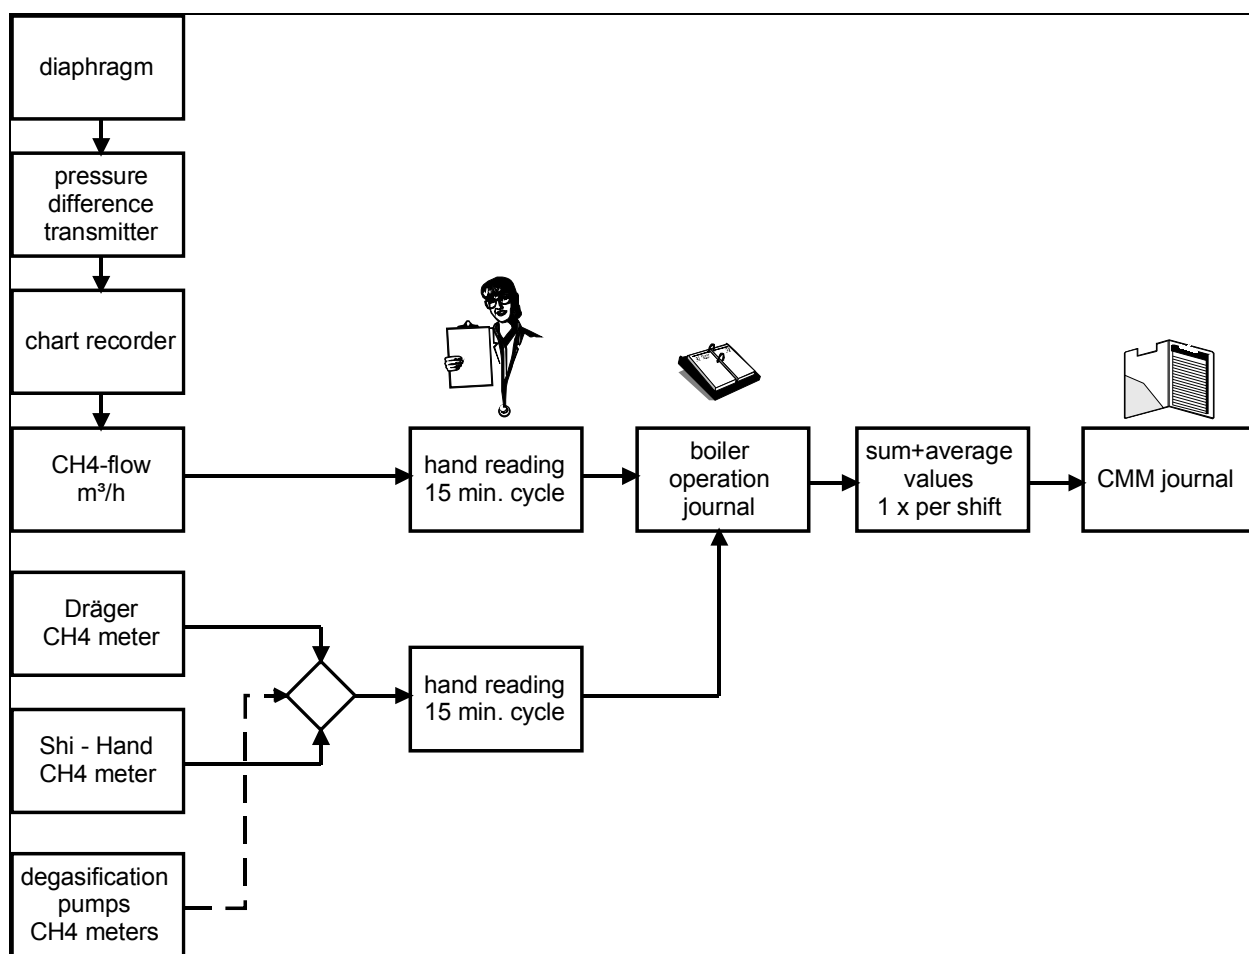 diaphragm
pressure
difference
transmitter
chart recorder
CH4-flow
m³/h
hand reading
15 min. cycle
boiler
operation
journal
sum+average
values
1 x per shift
CMM journal
Dräger
CH4 meter
hand reading
15 min. cycle
Shi - Hand
CH4 meter
degasification
pumps
CH4 meters